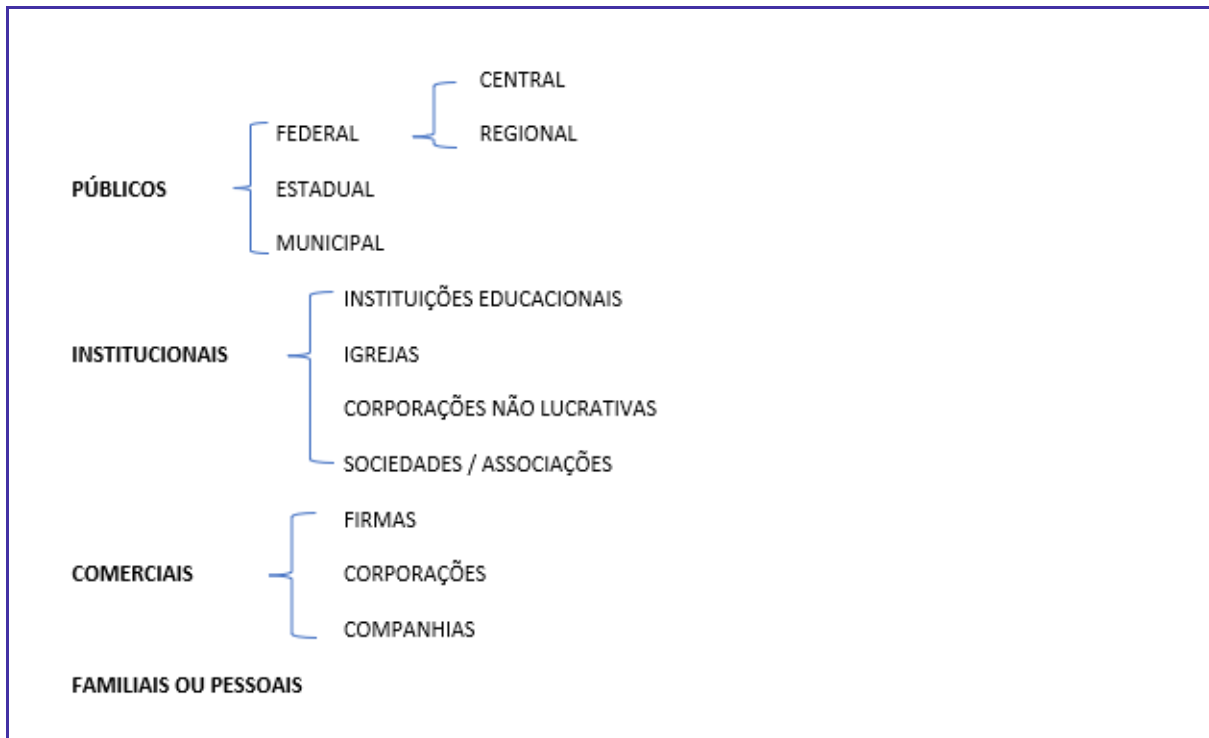 CENTRAL
FEDERAL REGIONAL
PÚBLICOS ESTADUAL
MUNICIPAL
INSTITUIÇÕES EDUCACIONAIS
INSTITUCIONAIS IGREJAS
CORPORAÇÕES NÃO LUCRATIVAS
SOCIEDADES / ASSOCIAÇÕES
FIRMAS
COMERCIAIS CORPORAÇÕES
COMPANHIAS
FAMILIAIS OU PESSOAIS